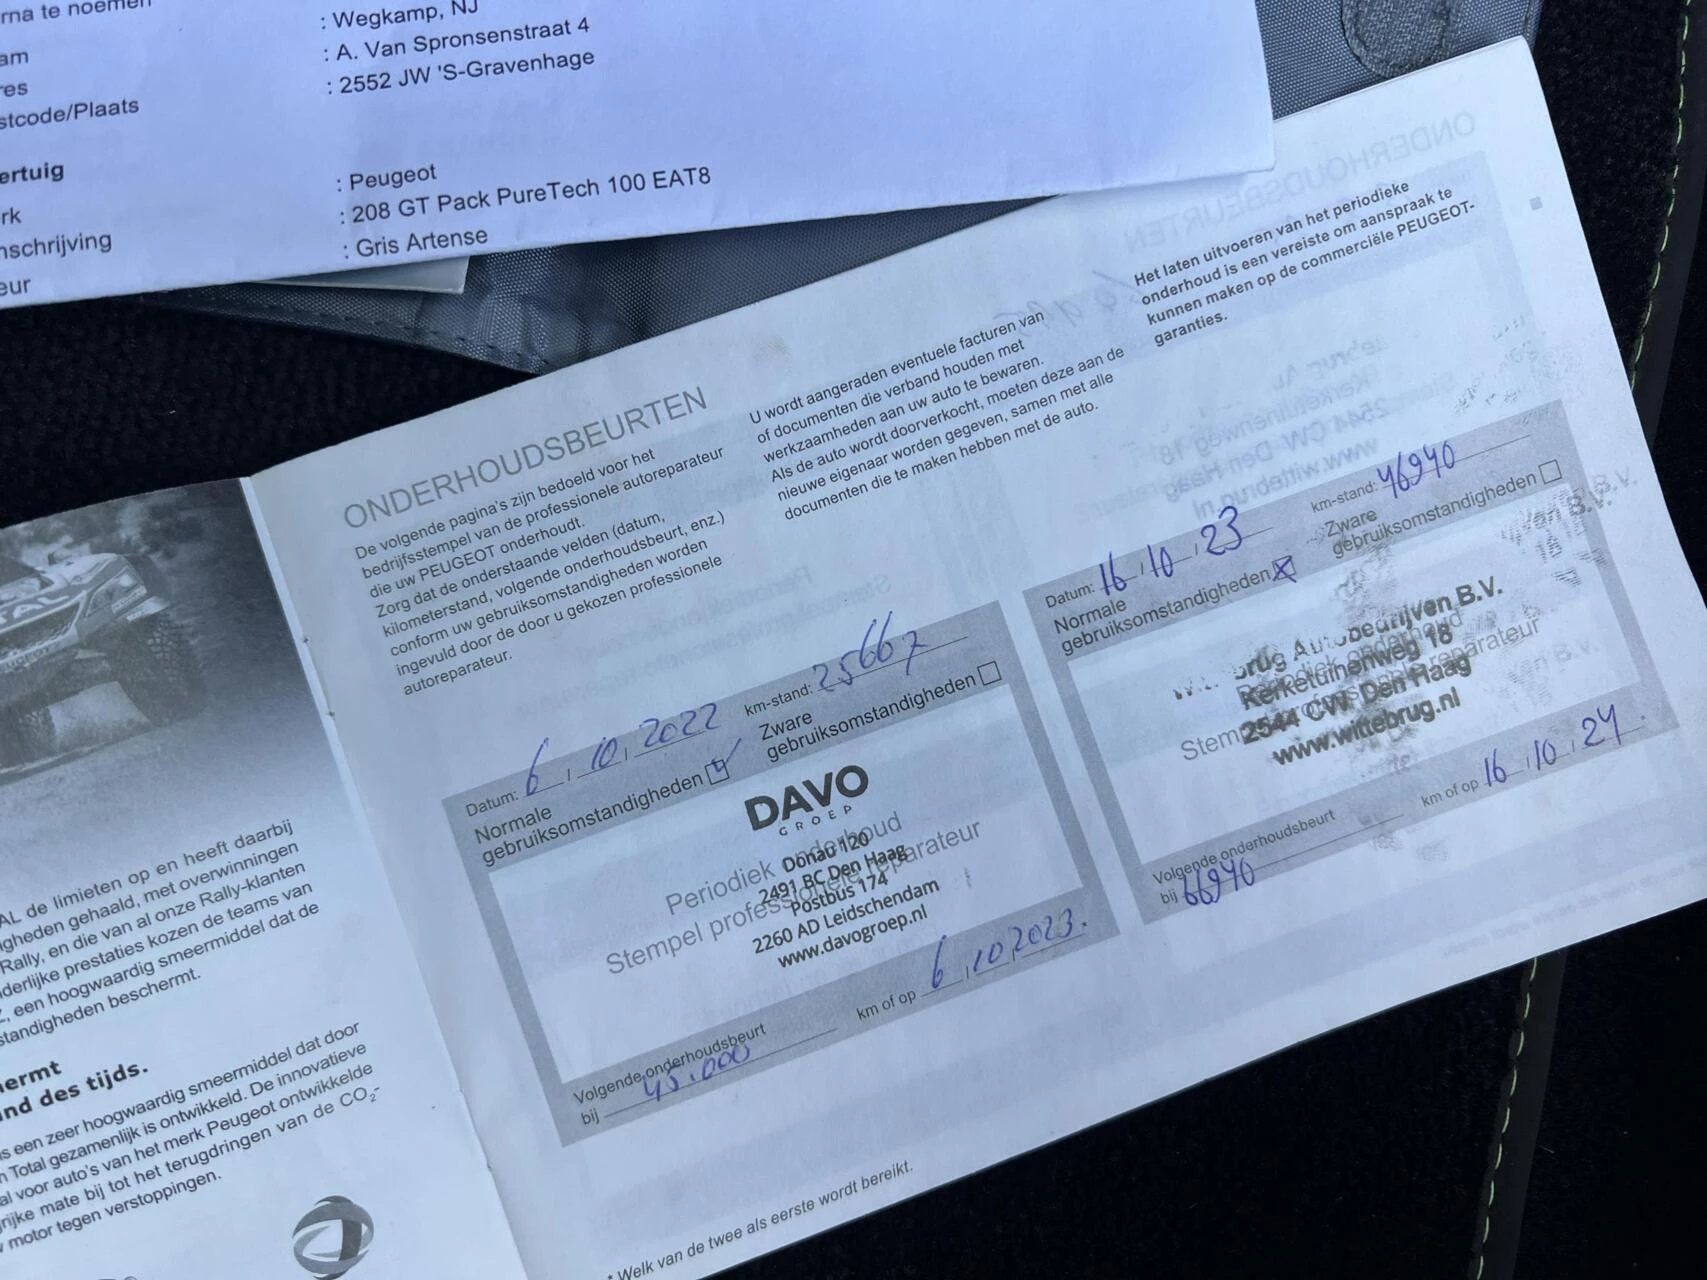 rna te noemen
am
: Wegkamp, NJ
res
: A. Van Spronsenstraat 4
stcode/Plaats
: 2552 JW 'S-Gravenhage
ertuig
rk
: Peugeot
nschrijving
: 208 GT Pack PureTech 100 EAT8
eur
: Gris Artense
ONDERHOUDSBEURTEN
De volgende pagina's zijn bedoeld voor het
bedrijfsstempel van de professionele autoreparateur
die uw PEUGEOT onderhoudt.
Zorg dat de onderstaande velden (datum,
kilometerstand, volgende onderhoudsbeurt, enz.)
conform uw gebruiksomstandigheden worden
ingevuld door de door u gekozen professionele
autoreparateur.
U wordt aangeraden eventuele facturen van
of documenten die verband houden met
werkzaamheden aan uw auto te bewaren.
Als de auto wordt doorverkocht, moeten deze aan de
nieuwe eigenaar worden gegeven, samen met alle
documenten die te maken hebben met de auto.
Het laten uitvoeren van het periodieke
onderhoud is een vereiste om aanspraak te
kunnen maken op de commerciële PEUGEOT-
garanties.
Datum: 6 10 2022 km-stand: 25667
Normale
gebruiksomstandigheden
Zware
gebruiksomstandigheden
DAVO
GROEP
Periodiek onderhoud
Stempel professionele reparateur
Donau 120
2491 BC Den Haag
Postbus 174
2260 AD Leidschendam
www.davogroep.nl
Volgende onderhoudsbeurt
bij 45.000 km of op 6 10 2023.
Datum: 16 10 23 km-stand: 46940
Normale
gebruiksomstandigheden
Zware
gebruiksomstandigheden
brug Autobedrijven B.V.
Kerketuinenweg 18
2544 CW Den Haag
www.wittebrug.nl
onderhoud
reparateur
Volgende onderhoudsbeurt
bij 66940 km of op 16 10 24
* Welk van de twee als eerste wordt bereikt.
AL de limieten op en heeft daarbij
igheden gehaald, met overwinningen
Rally, en die van al onze Rally-klanten
derlijke prestaties kozen de teams van
een hoogwaardig smeermiddel dat de
standigheden beschermt.
ermt
nd des tijds.
s een zeer hoogwaardig smeermiddel dat door
n Total gezamenlijk is ontwikkeld. De innovatieve
al voor auto's van het merk Peugeot ontwikkelde
rijke mate bij tot het terugdringen van de CO2-
motor tegen verstoppingen.